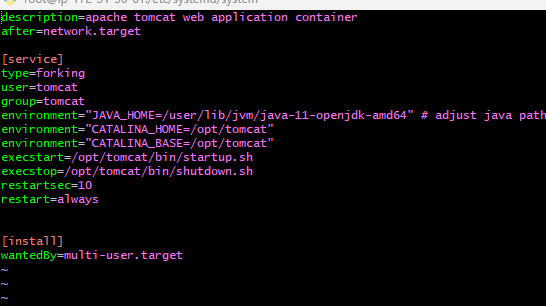 description=apache tomcat web application container
after=network.target
[service]
type=forking
user=tomcat
group=tomcat
environment="JAVA_HOME=/user/lib/jvm/java-11-openjdk-amd64" # adjust java path
environment="CATALINA_HOME=/opt/tomcat"
environment="CATALINA_BASE=/opt/tomcat"
execstart=/opt/tomcat/bin/startup.sh
execstop=/opt/tomcat/bin/shutdown.sh
restartsec=10
restart=always
[install]
wantedBy=multi-user.target
~
~
~